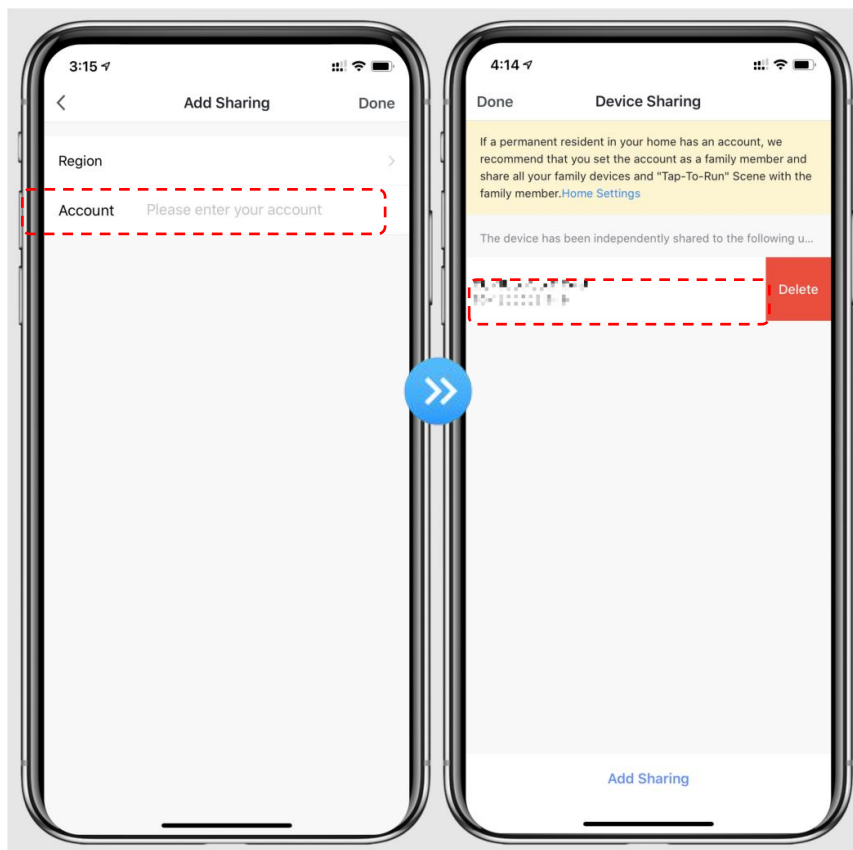 3:15
Add Sharing
Done
Region
Account Please enter your account
4:14
Done
Device Sharing
If a permanent resident in your home has an account, we
recommend that you set the account as a family member and
share all your family devices and "Tap-To-Run" Scene with the
family member.Home Settings
The device has been independently shared to the following u...
Delete
Add Sharing